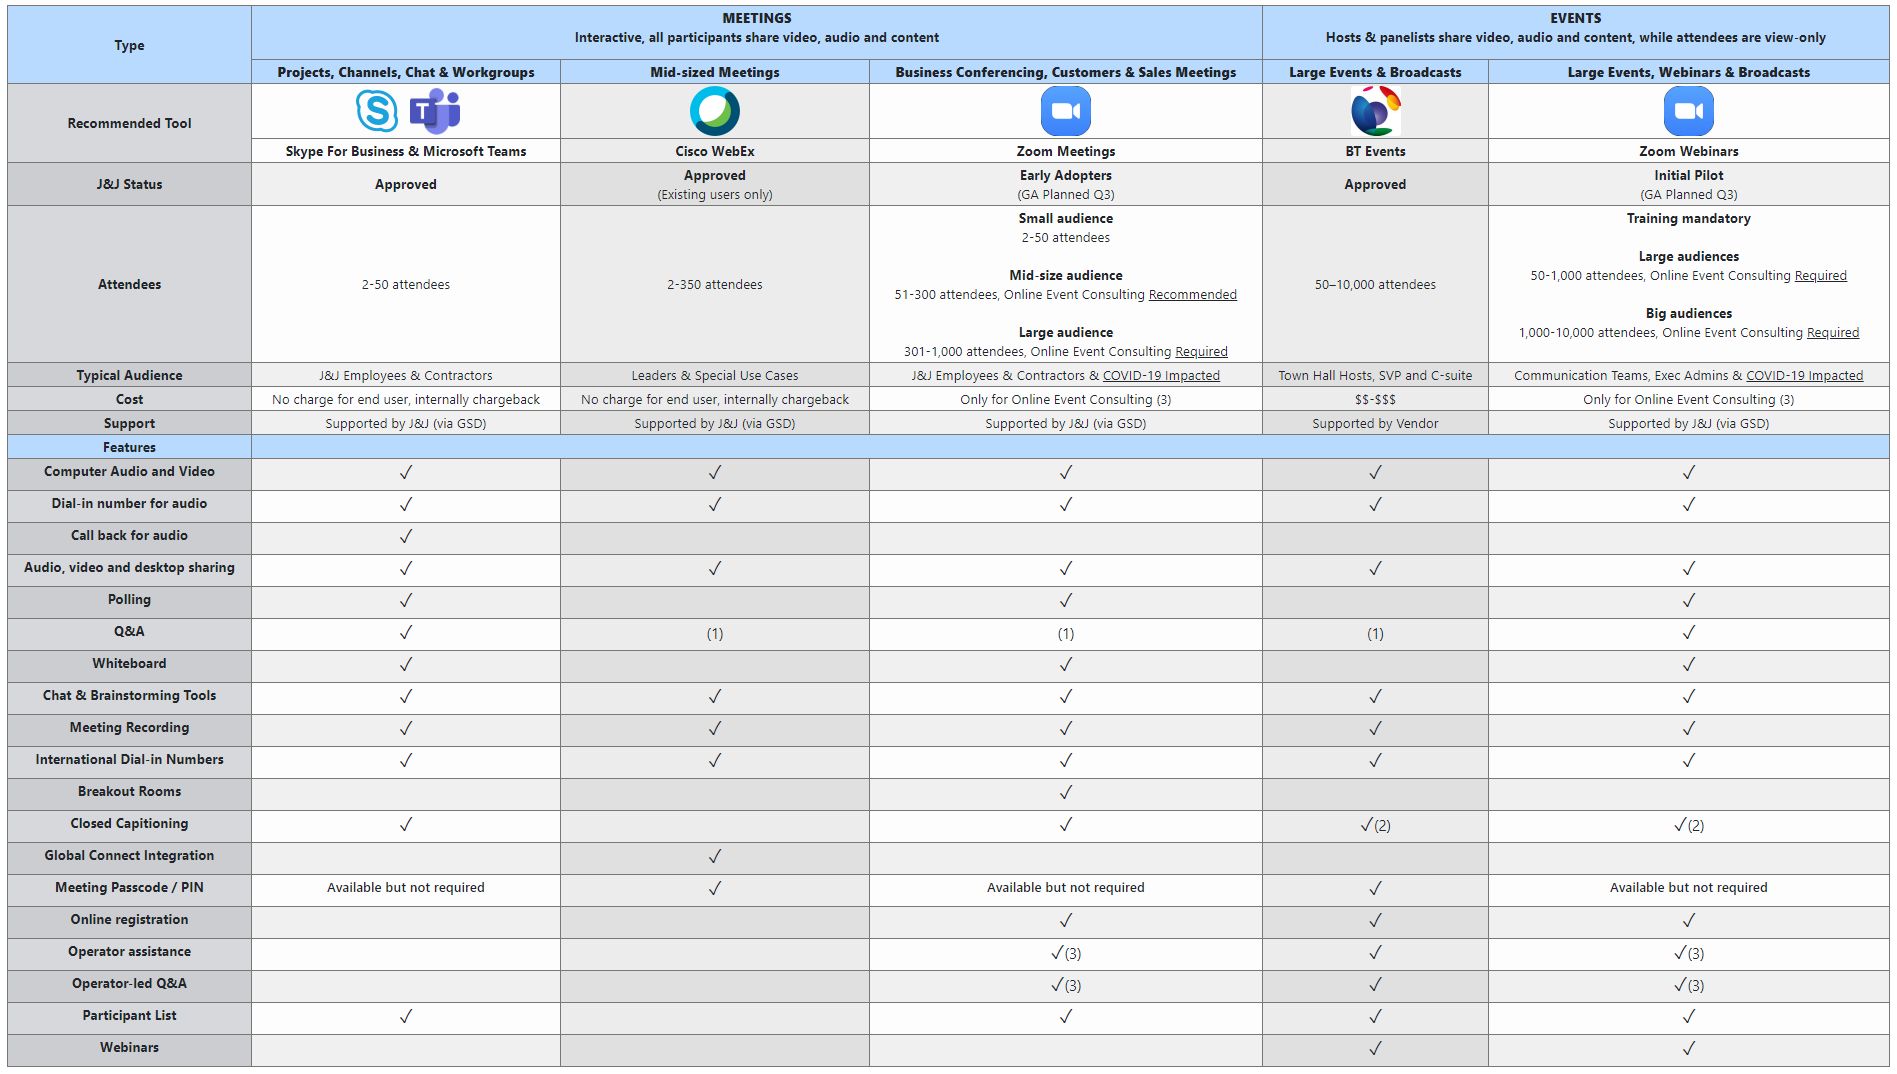 Type
MEETINGS
Interactive, all participants share video, audio and content
EVENTS
Hosts & panelists share video, audio and content, while attendees are view-only
Projects, Channels, Chat & Workgroups
Mid-sized Meetings
Business Conferencing, Customers & Sales Meetings
Large Events & Broadcasts
Large Events, Webinars & Broadcasts
Recommended Tool
S
T
Skype For Business & Microsoft Teams
Cisco WebEx
Zoom Meetings
BT Events
Zoom Webinars
J&J Status
Approved
Approved
(Existing users only)
Early Adopters
(GA Planned Q3)
Approved
Initial Pilot
(GA Planned Q3)
Attendees
2-50 attendees
2-350 attendees
Small audience
2-50 attendees
Mid-size audience
51-300 attendees, Online Event Consulting Recommended
Large audience
301-1,000 attendees, Online Event Consulting Required
50–10,000 attendees
Training mandatory
Large audiences
50-1,000 attendees, Online Event Consulting Required
Big audiences
1,000-10,000 attendees, Online Event Consulting Required
Typical Audience
J&J Employees & Contractors
Leaders & Special Use Cases
J&J Employees & Contractors & COVID-19 Impacted
Town Hall Hosts, SVP and C-suite
Communication Teams, Exec Admins & COVID-19 Impacted
Cost
No charge for end user, internally chargeback
No charge for end user, internally chargeback
Only for Online Event Consulting (3)
$$-$$$
Only for Online Event Consulting (3)
Support
Supported by J&J (via GSD)
Supported by J&J (via GSD)
Supported by J&J (via GSD)
Supported by Vendor
Supported by J&J (via GSD)
Features
Computer Audio and Video ✓ ✓ ✓ ✓ ✓
Dial-in number for audio ✓ ✓ ✓ ✓ ✓
Call back for audio ✓
Audio, video and desktop sharing ✓ ✓ ✓ ✓ ✓
Polling ✓ ✓ ✓
Q&A ✓ (1) (1) (1) ✓
Whiteboard ✓ ✓ ✓
Chat & Brainstorming Tools ✓ ✓ ✓ ✓ ✓
Meeting Recording ✓ ✓ ✓ ✓ ✓
International Dial-in Numbers ✓ ✓ ✓ ✓ ✓
Breakout Rooms ✓
Closed Capitioning ✓ ✓ ✓(2) ✓(2)
Global Connect Integration ✓
Meeting Passcode / PIN Available but not required ✓ Available but not required ✓ Available but not required
Online registration ✓ ✓ ✓
Operator assistance ✓(3) ✓ ✓(3)
Operator-led Q&A ✓(3) ✓ ✓(3)
Participant List ✓ ✓ ✓ ✓
Webinars ✓ ✓